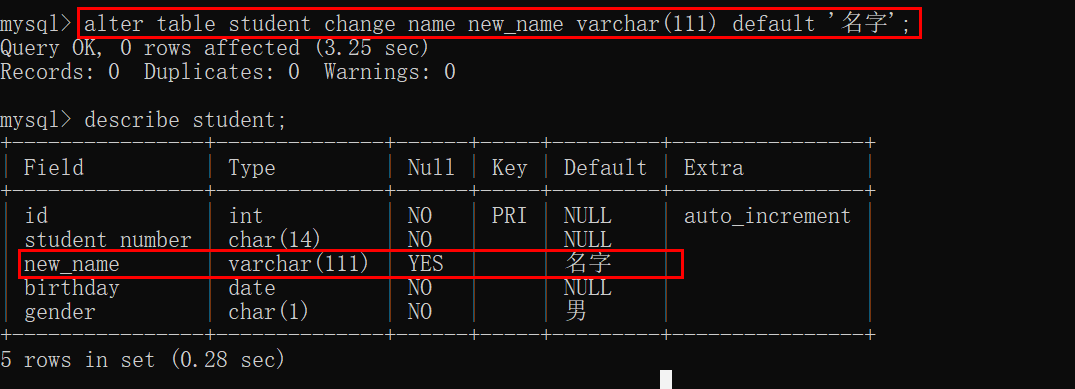 mysql> alter table student change name new_name varchar(111) default '名字';
Query OK, 0 rows affected (3.25 sec)
Records: 0  Duplicates: 0  Warnings: 0
mysql> describe student;
+----------------+--------------+------+-----+---------+----------------+
| Field          | Type         | Null | Key | Default | Extra          |
+----------------+--------------+------+-----+---------+----------------+
| id             | int          | NO   | PRI | NULL    | auto_increment |
| student_number | char(14)     | NO   |     | NULL    |                |
| new_name       | varchar(111) | YES  |     | 名字    |                |
| birthday       | date         | NO   |     | NULL    |                |
| gender         | char(1)      | NO   |     | 男      |                |
+----------------+--------------+------+-----+---------+----------------+
5 rows in set (0.28 sec)